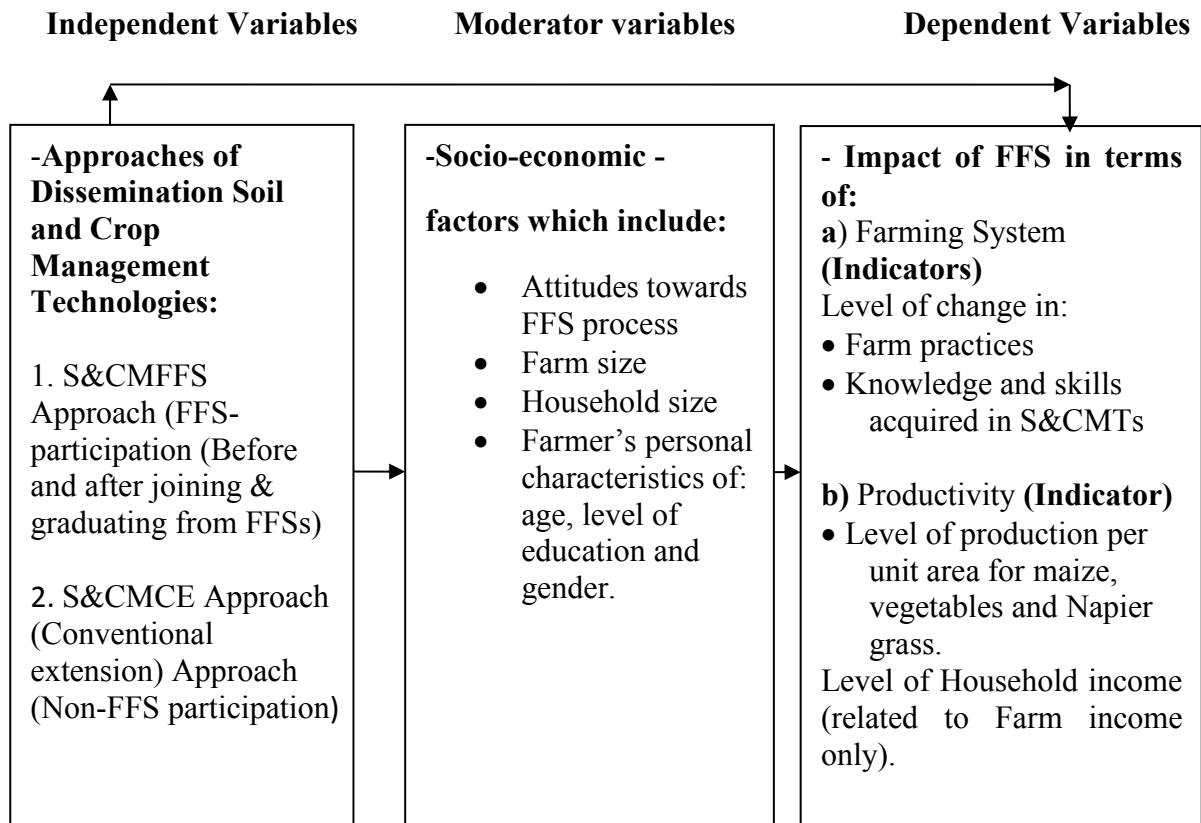 Independent Variables
Moderator variables
Dependent Variables
-Approaches of
Dissemination Soil
and Crop
Management
Technologies:
1. S&CMFFS
Approach (FFS-
participation (Before
and after joining &
graduating from FFSs)
2. S&CMCE Approach
(Conventional
extension) Approach
(Non-FFS participation)
-Socio-economic -
factors which include:
• Attitudes towards
FFS process
• Farm size
• Household size
• Farmer’s personal
characteristics of:
age, level of
education and
gender.
- Impact of FFS in terms
of:
a) Farming System
(Indicators)
Level of change in:
• Farm practices
• Knowledge and skills
acquired in S&CMTs
b) Productivity (Indicator)
• Level of production per
unit area for maize,
vegetables and Napier
grass.
Level of Household income
(related to Farm income
only).